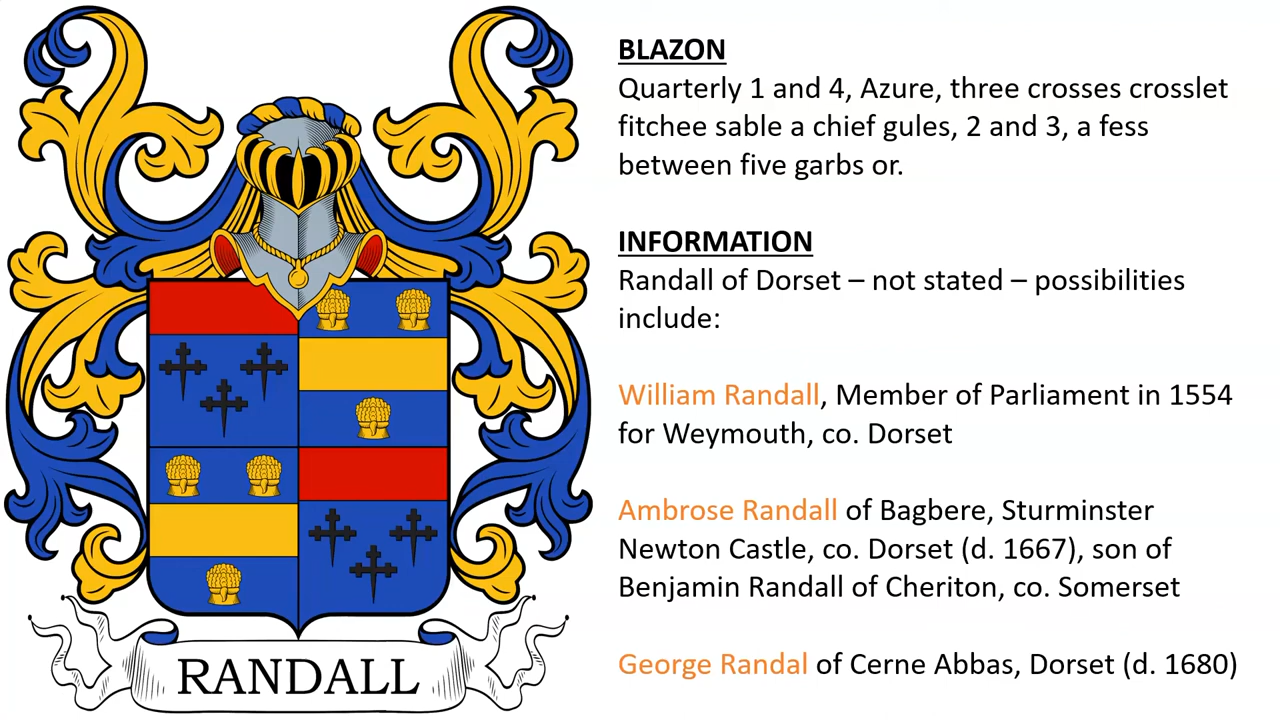 BLAZON
Quarterly 1 and 4, Azure, three crosses crosslet
fitchee sable a chief gules, 2 and 3, a fess
between five garbs or.
INFORMATION
Randall of Dorset – not stated – possibilities
include:
William Randall, Member of Parliament in 1554
for Weymouth, co. Dorset
Ambrose Randall of Bagbere, Sturminster
Newton Castle, co. Dorset (d. 1667), son of
Benjamin Randall of Cheriton, co. Somerset
George Randal of Cerne Abbas, Dorset (d. 1680)
RANDALL